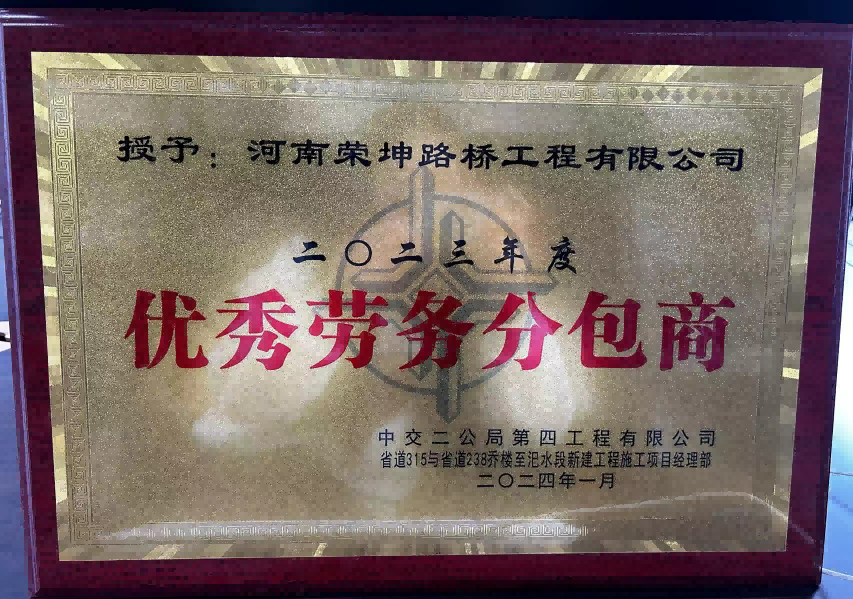 授予：河南荣坤路桥工程有限公司
二〇二三年度
优秀劳务分包商
中交二公局第四工程有限公司
省道315与省道238乔楼至汜水段新建工程施工项目经理部
二〇二四年一月